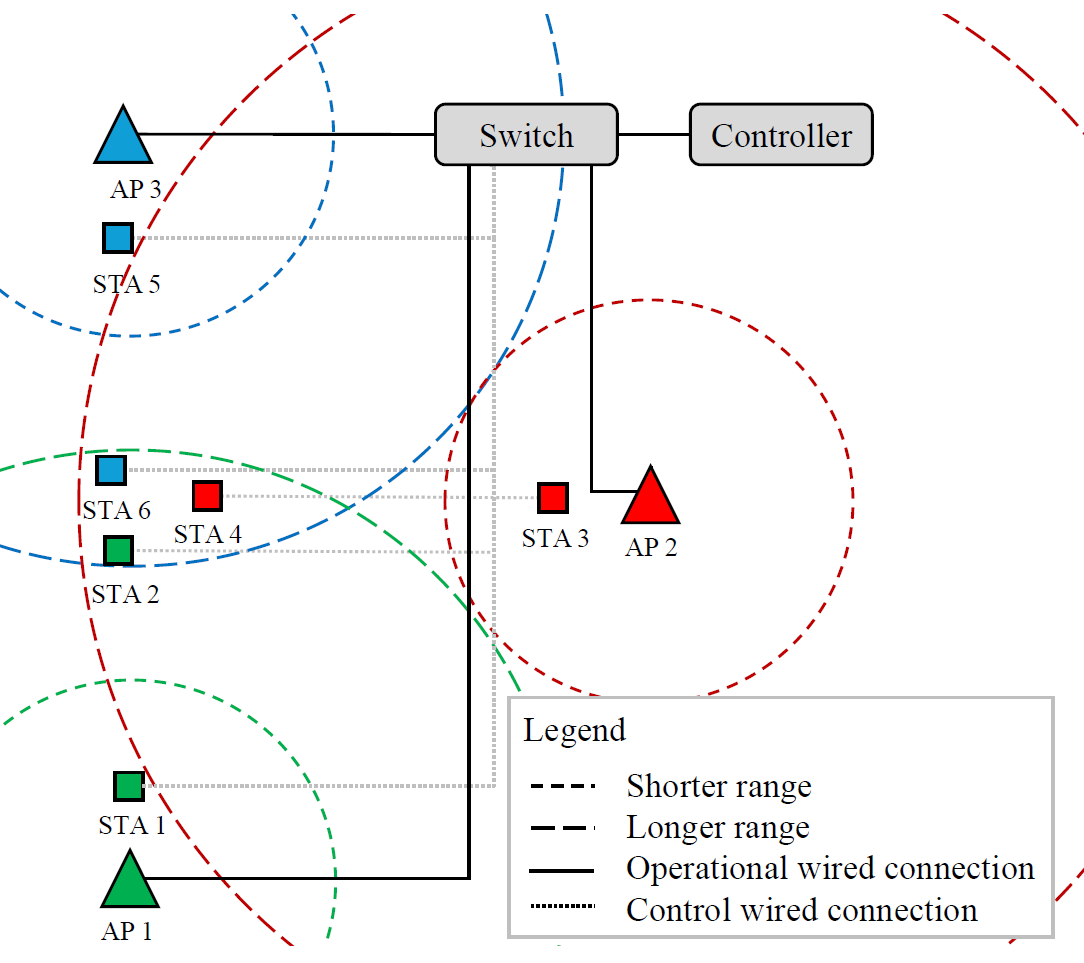 Switch
Controller
AP 3
STA 5
STA 6
STA 4
STA 3
AP 2
STA 2
STA 1
AP 1
Legend
Shorter range
Longer range
Operational wired connection
Control wired connection